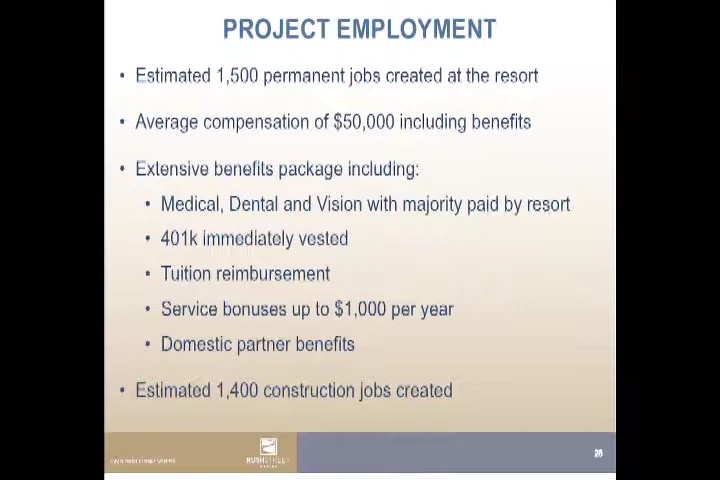 PROJECT EMPLOYMENT
• Estimated 1,500 permanent jobs created at the resort
• Average compensation of $50,000 including benefits
• Extensive benefits package including:
• Medical, Dental and Vision with majority paid by resort
• 401k immediately vested
• Tuition reimbursement
• Service bonuses up to $1,000 per year
• Domestic partner benefits
• Estimated 1,400 construction jobs created
RUSHSTREET
26